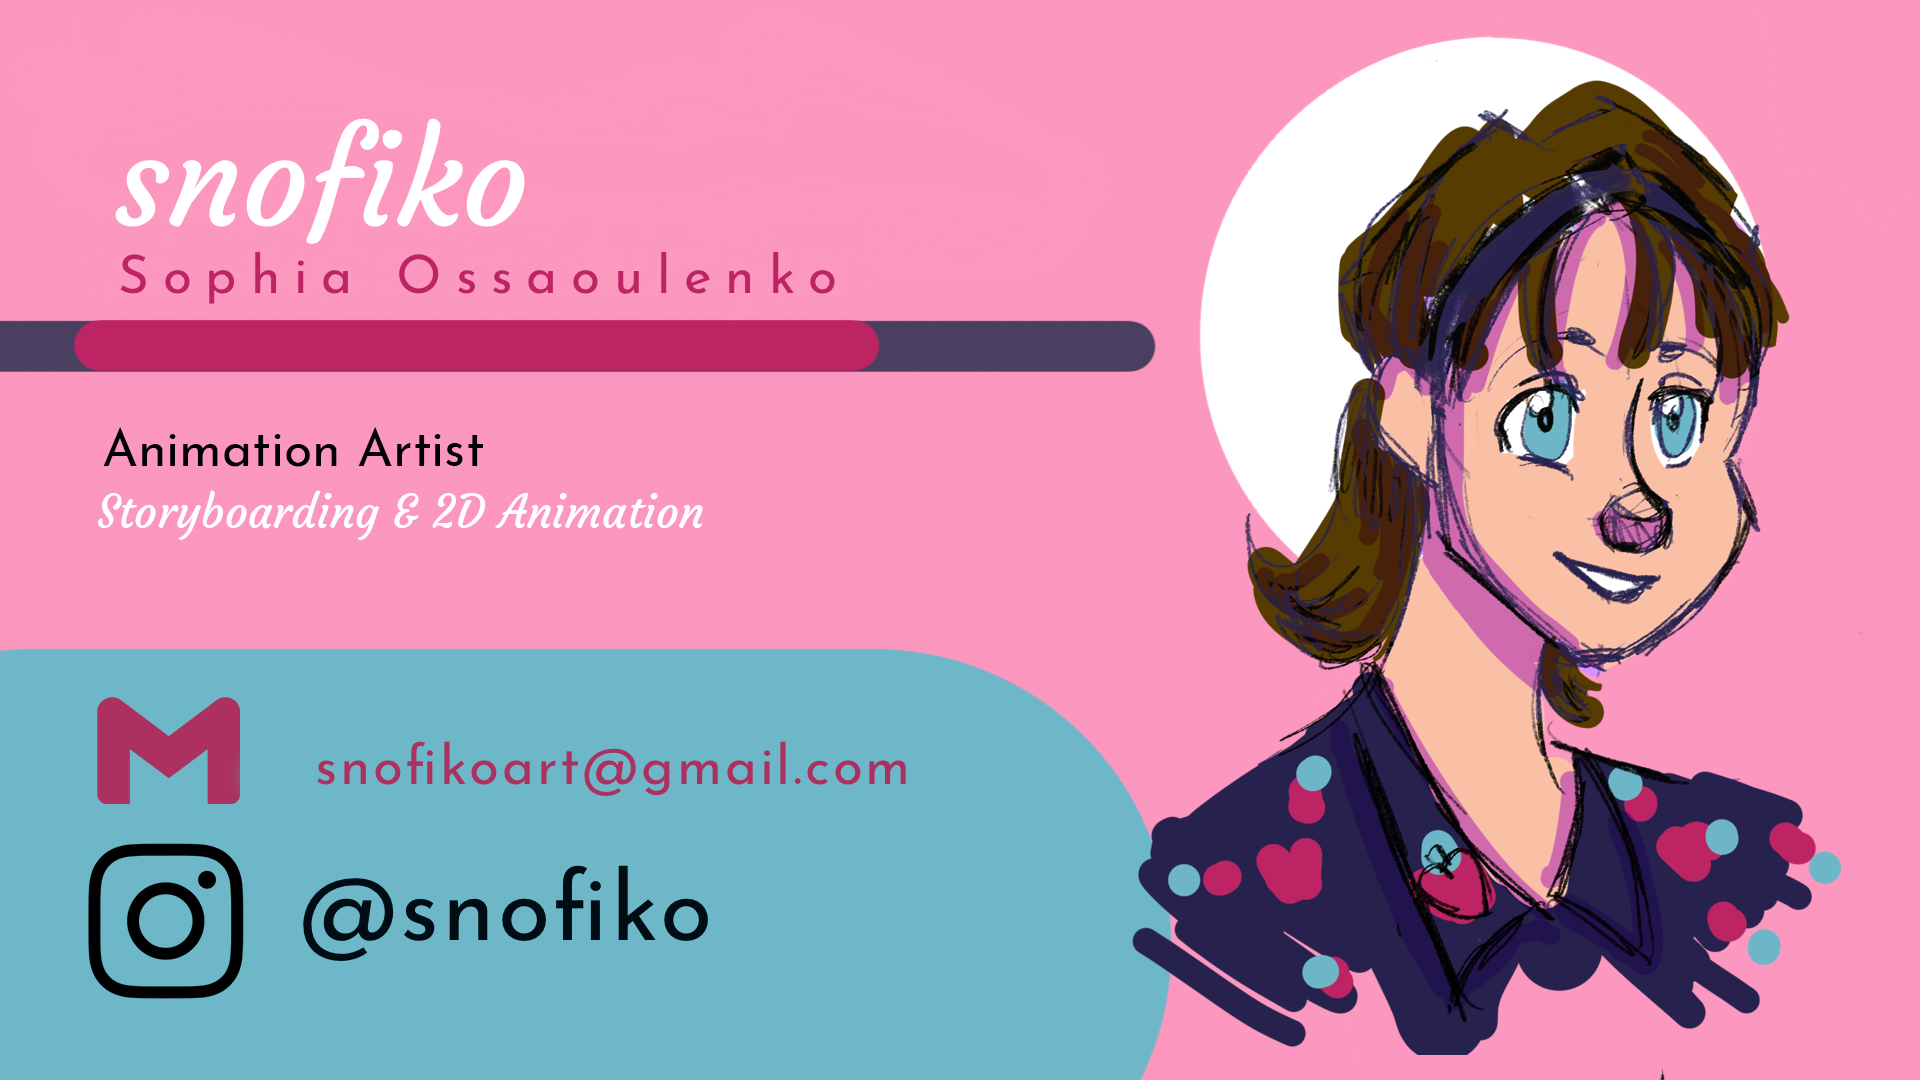 snofiko
Sophia Ossaoulenko
Animation Artist
Storyboarding & 2D Animation
snofikoart@gmail.com
@snofiko